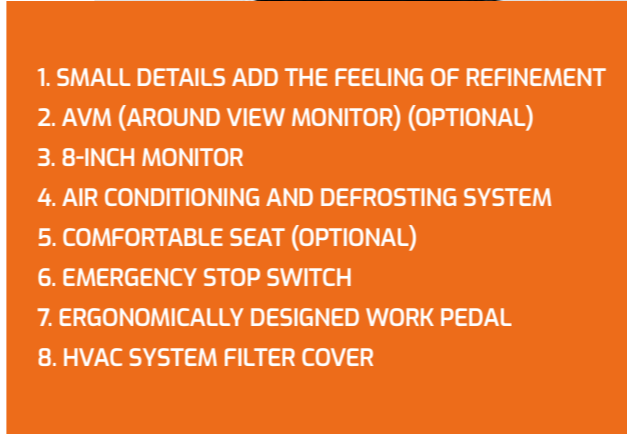 1. SMALL DETAILS ADD THE FEELING OF REFINEMENT
2. AVM (AROUND VIEW MONITOR) (OPTIONAL)
3. 8-INCH MONITOR
4. AIR CONDITIONING AND DEFROSTING SYSTEM
5. COMFORTABLE SEAT (OPTIONAL)
6. EMERGENCY STOP SWITCH
7. ERGONOMICALLY DESIGNED WORK PEDAL
8. HVAC SYSTEM FILTER COVER